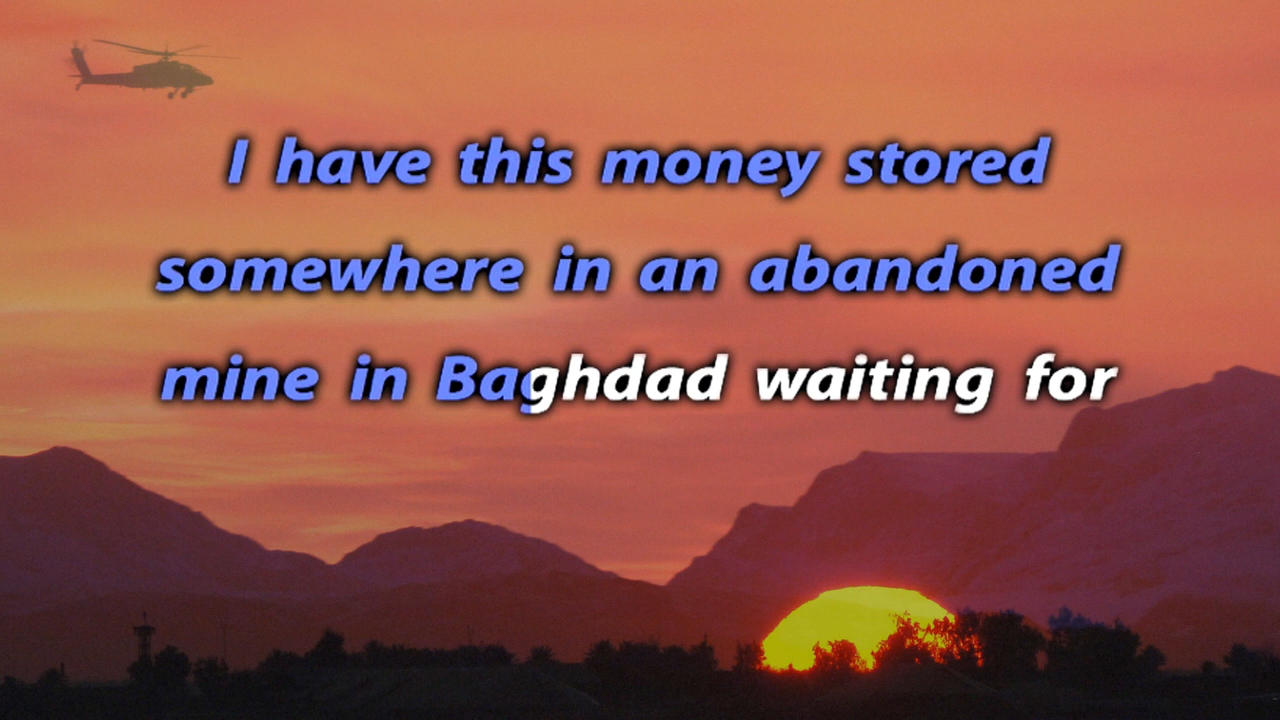 I have this money stored
somewhere in an abandoned
mine in Baghdad waiting for